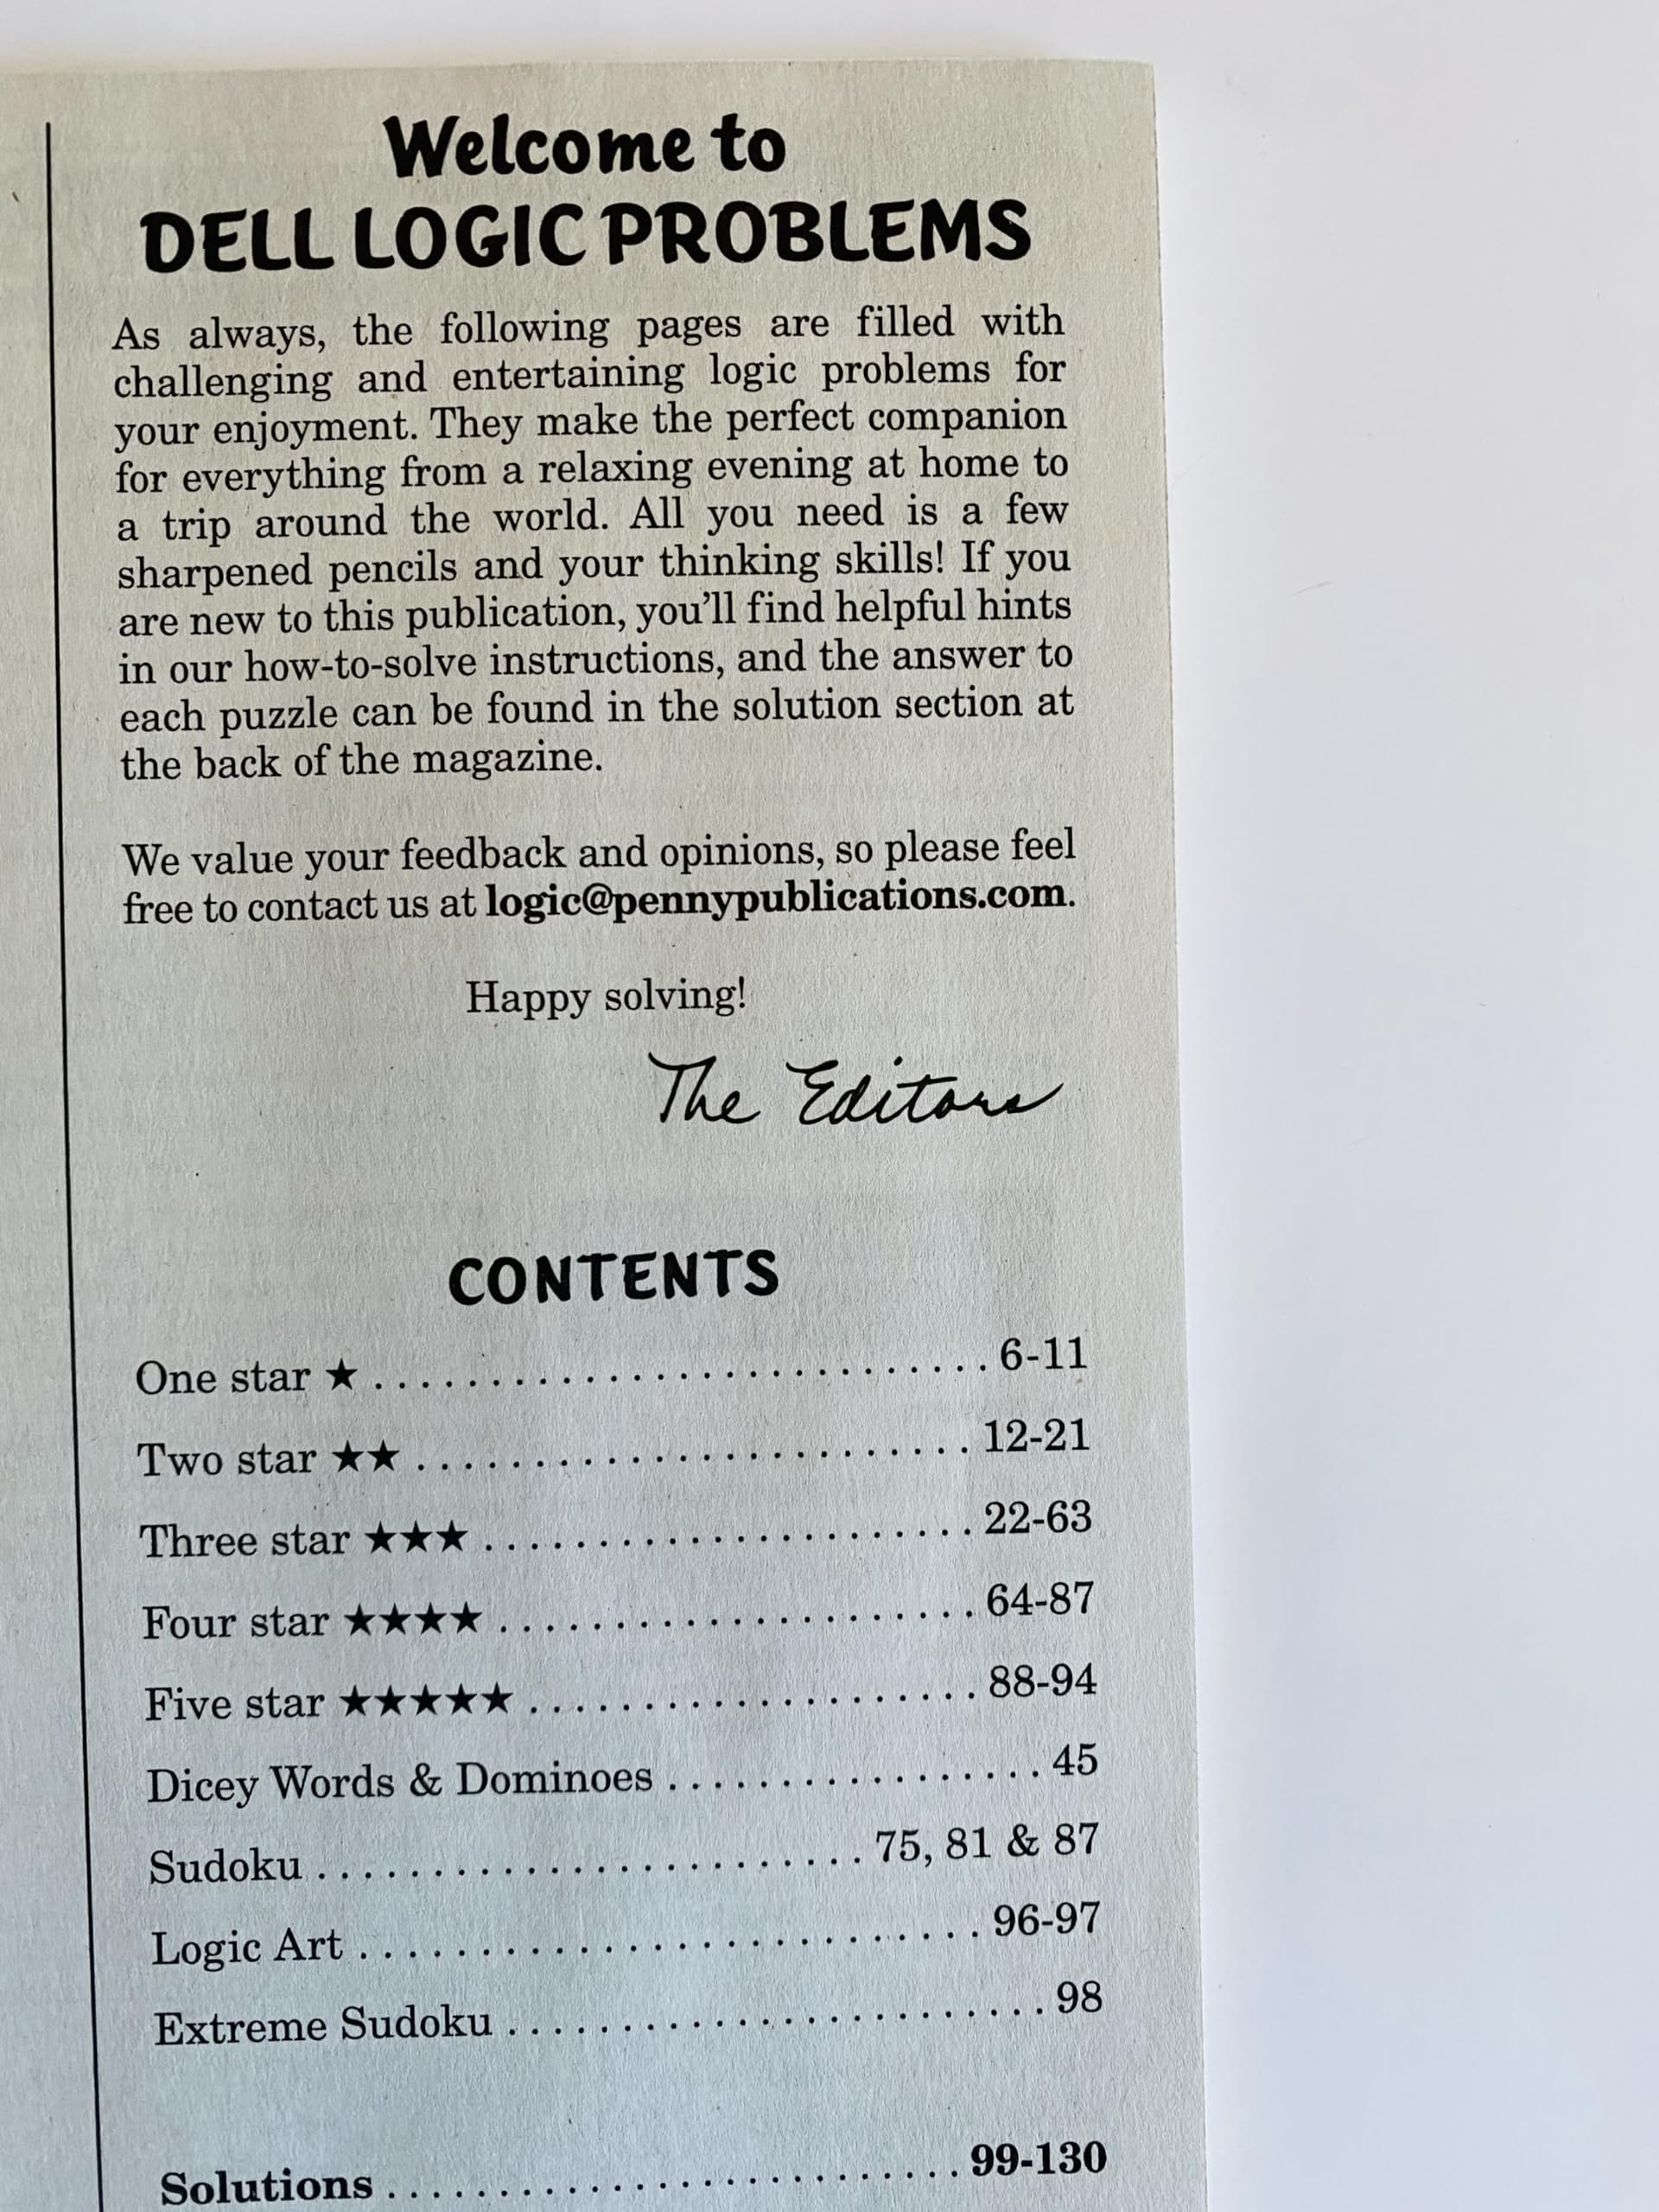 Welcome to
DELL LOGIC PROBLEMS
As always, the following pages are filled with
challenging and entertaining logic problems for
your enjoyment. They make the perfect companion
for everything from a relaxing evening at home to
a trip around the world. All you need is a few
sharpened pencils and your thinking skills! If you
are new to this publication, you'll find helpful hints
in our how-to-solve instructions, and the answer to
each puzzle can be found in the solution section at
the back of the magazine.
We value your feedback and opinions, so please feel
free to contact us at logic@pennypublications.com.
Happy solving!
The Editors
CONTENTS
One star ★ . . . . . . . . . . . . . . . . . . . . . . . . . . . 6-11
Two star ★★ . . . . . . . . . . . . . . . . . . . . . . . . 12-21
Three star ★★★ . . . . . . . . . . . . . . . . . . . . . 22-63
Four star ★★★★ . . . . . . . . . . . . . . . . . . . . . 64-87
Five star ★★★★★ . . . . . . . . . . . . . . . . . . . . 88-94
Dicey Words & Dominoes . . . . . . . . . . . . . . . . . 45
Sudoku . . . . . . . . . . . . . . . . . . . . . . . . 75, 81 & 87
Logic Art . . . . . . . . . . . . . . . . . . . . . . . . . . . 96-97
Extreme Sudoku . . . . . . . . . . . . . . . . . . . . . . . . 98
Solutions . . . . . . . . . . . . . . . . . . . . . . . . . 99-130